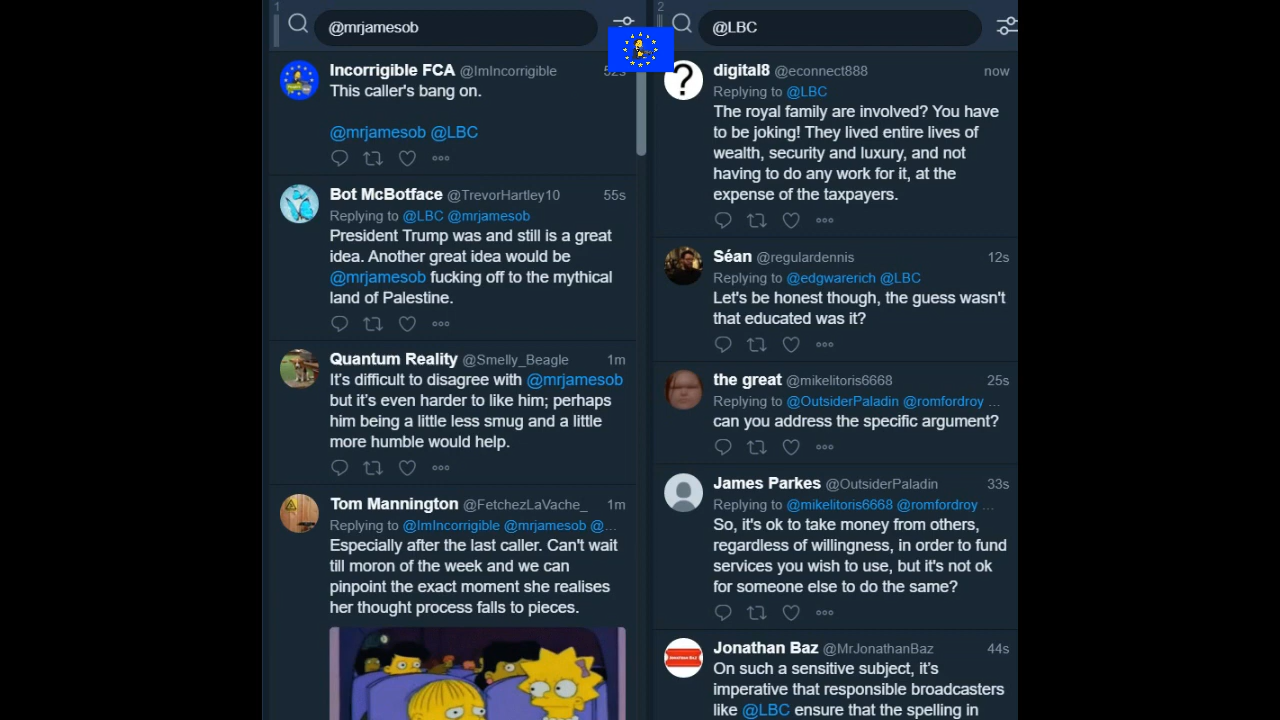 1
@mrjamesob
Incorrigible FCA @ImIncorrigible 52s
This caller's bang on.
@mrjamesob @LBC
Bot McBotface @TrevorHartley10 55s
Replying to @LBC @mrjamesob
President Trump was and still is a great
idea. Another great idea would be
@mrjamesob fucking off to the mythical
land of Palestine.
Quantum Reality @Smelly_Beagle 1m
It's difficult to disagree with @mrjamesob
but it's even harder to like him; perhaps
him being a little less smug and a little
more humble would help.
Tom Mannington @FetchezLaVache_ 1m
Replying to @ImIncorrigible @mrjamesob @...
Especially after the last caller. Can't wait
till moron of the week and we can
pinpoint the exact moment she realises
her thought process falls to pieces.
2
@LBC
digital8 @econnect888 now
Replying to @LBC
The royal family are involved? You have
to be joking! They lived entire lives of
wealth, security and luxury, and not
having to do any work for it, at the
expense of the taxpayers.
Séan @regulardennis 12s
Replying to @edgwarerich @LBC
Let's be honest though, the guess wasn't
that educated was it?
the great @mikelitoris6668 25s
Replying to @OutsiderPaladin @romfordroy ...
can you address the specific argument?
James Parkes @OutsiderPaladin 33s
Replying to @mikelitoris6668 @romfordroy ...
So, it's ok to take money from others,
regardless of willingness, in order to fund
services you wish to use, but it's not ok
for someone else to do the same?
Jonathan Baz @MrJonathanBaz 44s
On such a sensitive subject, it's
imperative that responsible broadcasters
like @LBC ensure that the spelling in